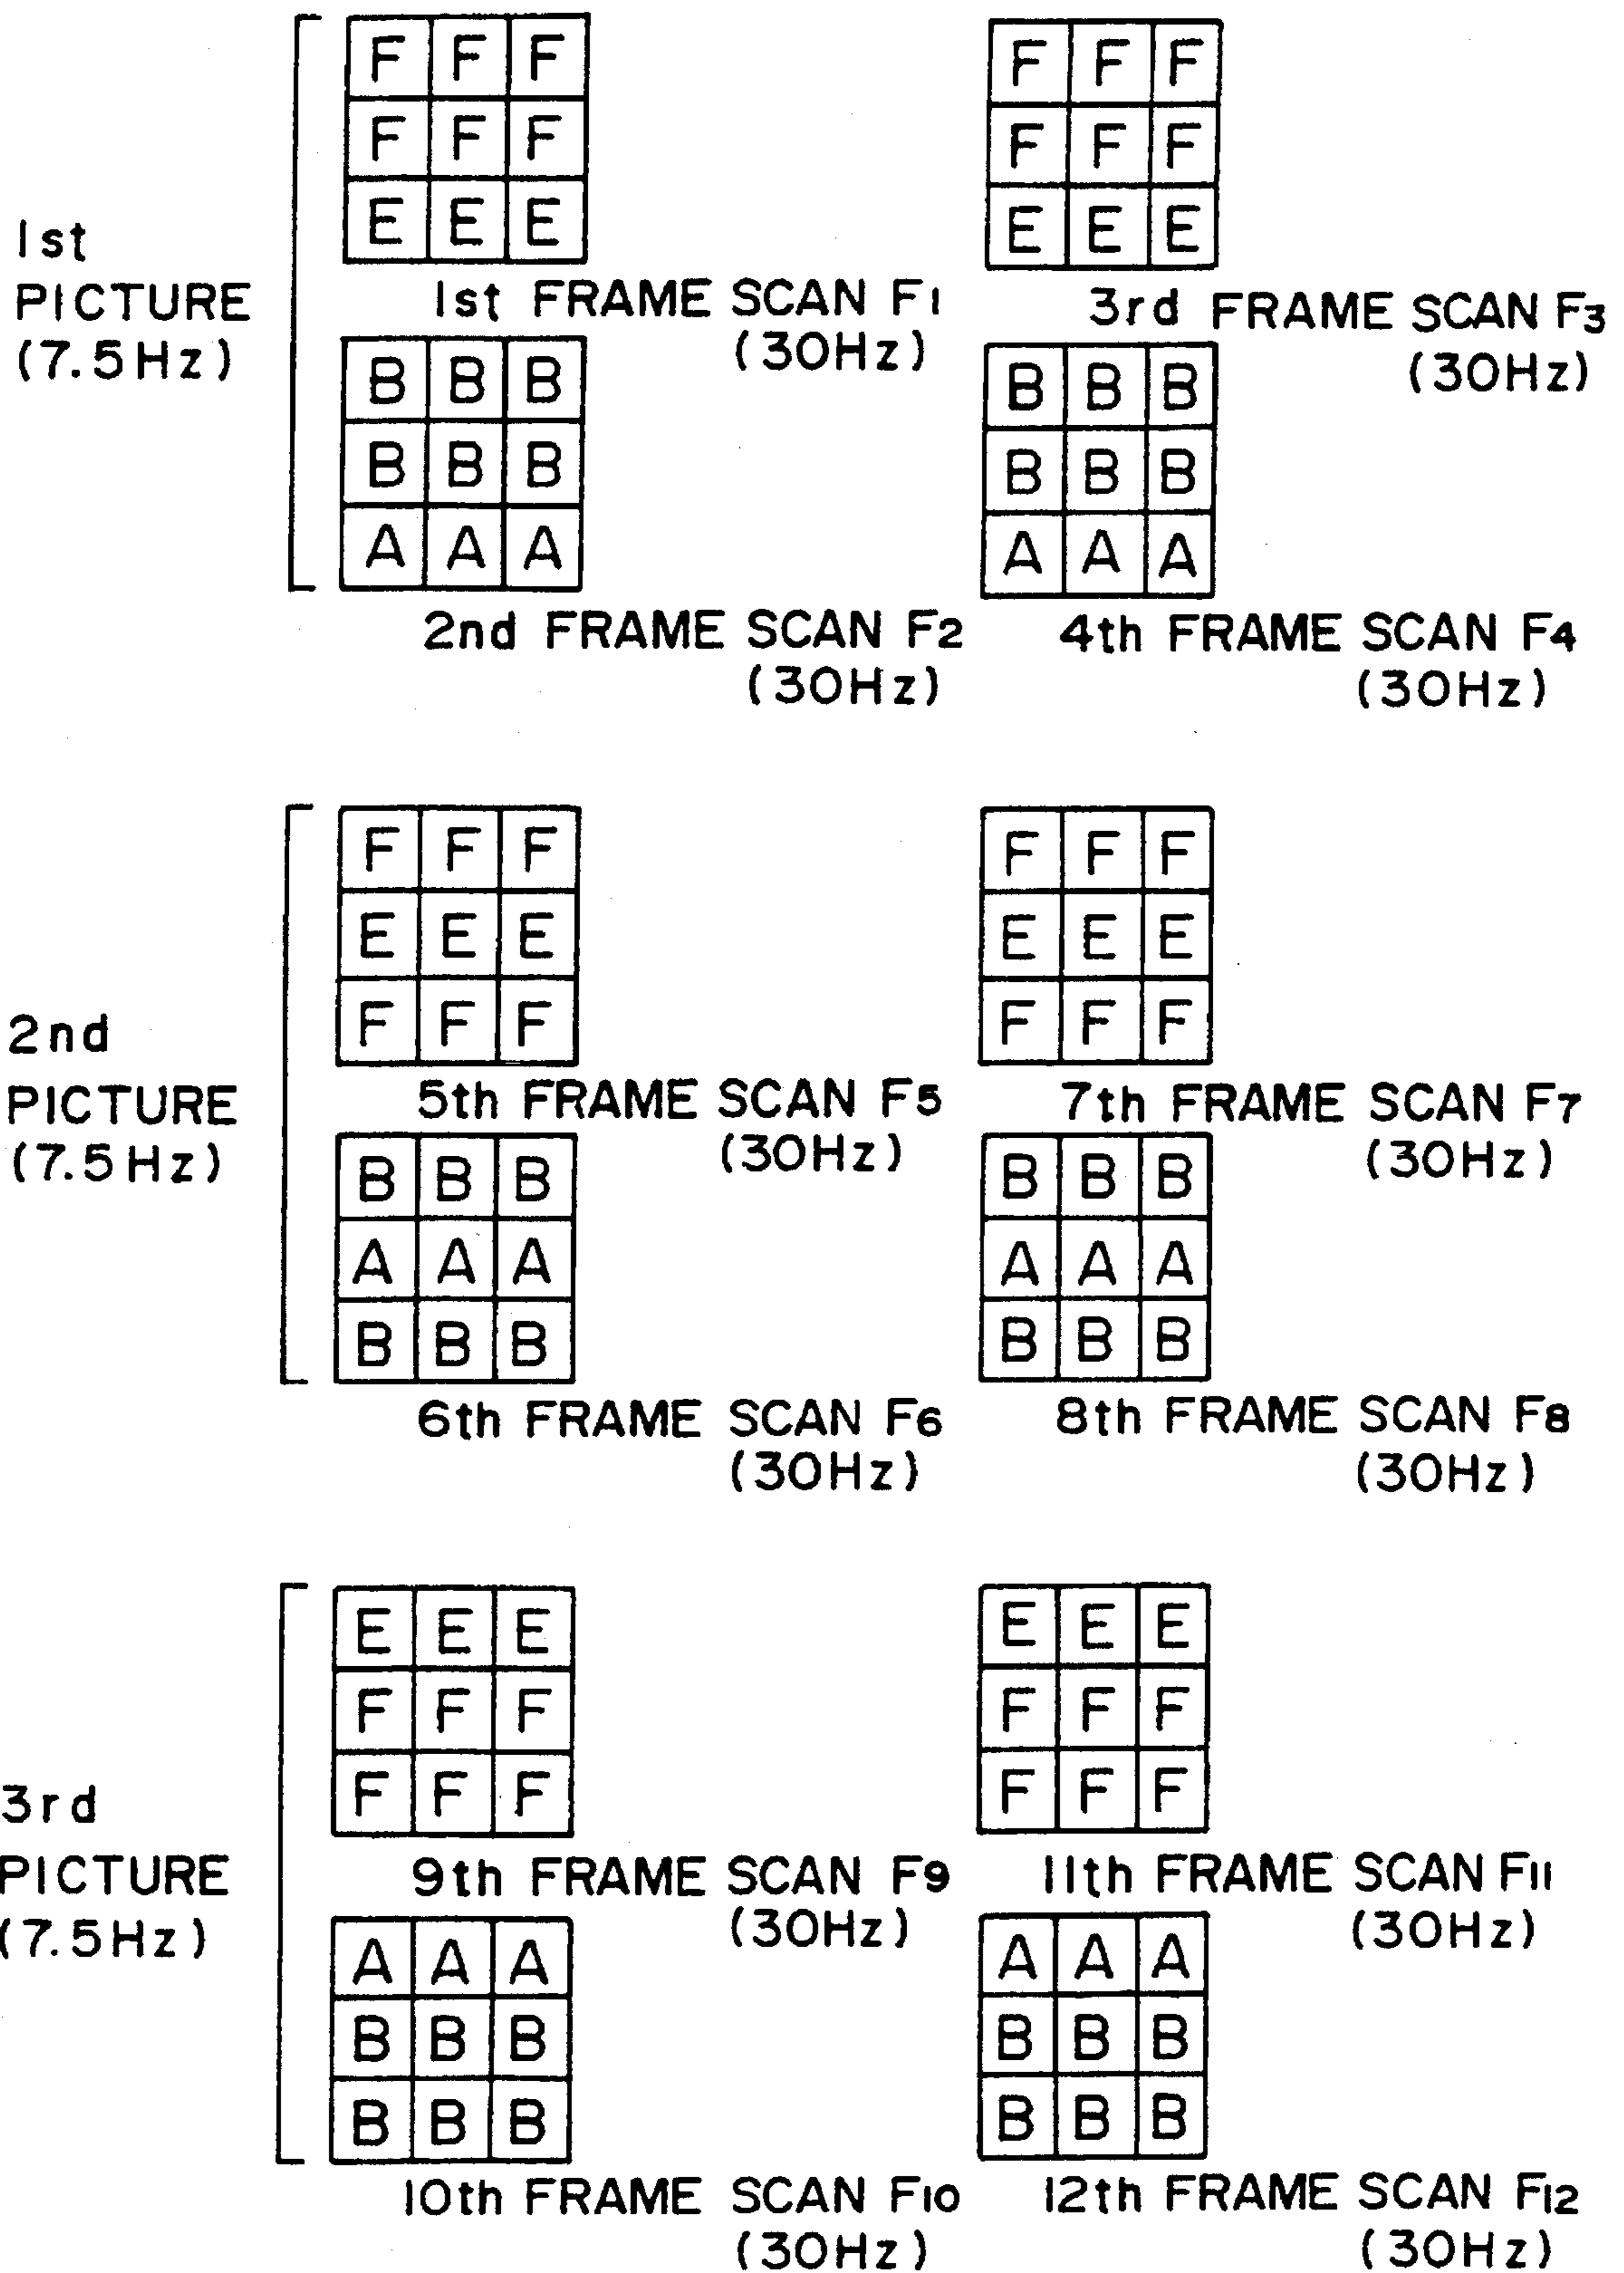 1st
PICTURE
(7.5Hz)
F F F
F F F
E E E
1st FRAME SCAN F1
(30Hz)
B B B
B B B
A A A
2nd FRAME SCAN F2
(30Hz)
F F F
F F F
E E E
3rd FRAME SCAN F3
(30Hz)
B B B
B B B
A A A
4th FRAME SCAN F4
(30Hz)
2nd
PICTURE
(7.5Hz)
F F F
E E E
F F F
5th FRAME SCAN F5
(30Hz)
B B B
A A A
B B B
6th FRAME SCAN F6
(30Hz)
F F F
E E E
F F F
7th FRAME SCAN F7
(30Hz)
B B B
A A A
B B B
8th FRAME SCAN F8
(30Hz)
3rd
PICTURE
(7.5Hz)
E E E
F F F
F F F
9th FRAME SCAN F9
(30Hz)
A A A
B B B
B B B
10th FRAME SCAN F10
(30Hz)
E E E
F F F
F F F
11th FRAME SCAN F11
(30Hz)
A A A
B B B
B B B
12th FRAME SCAN F12
(30Hz)